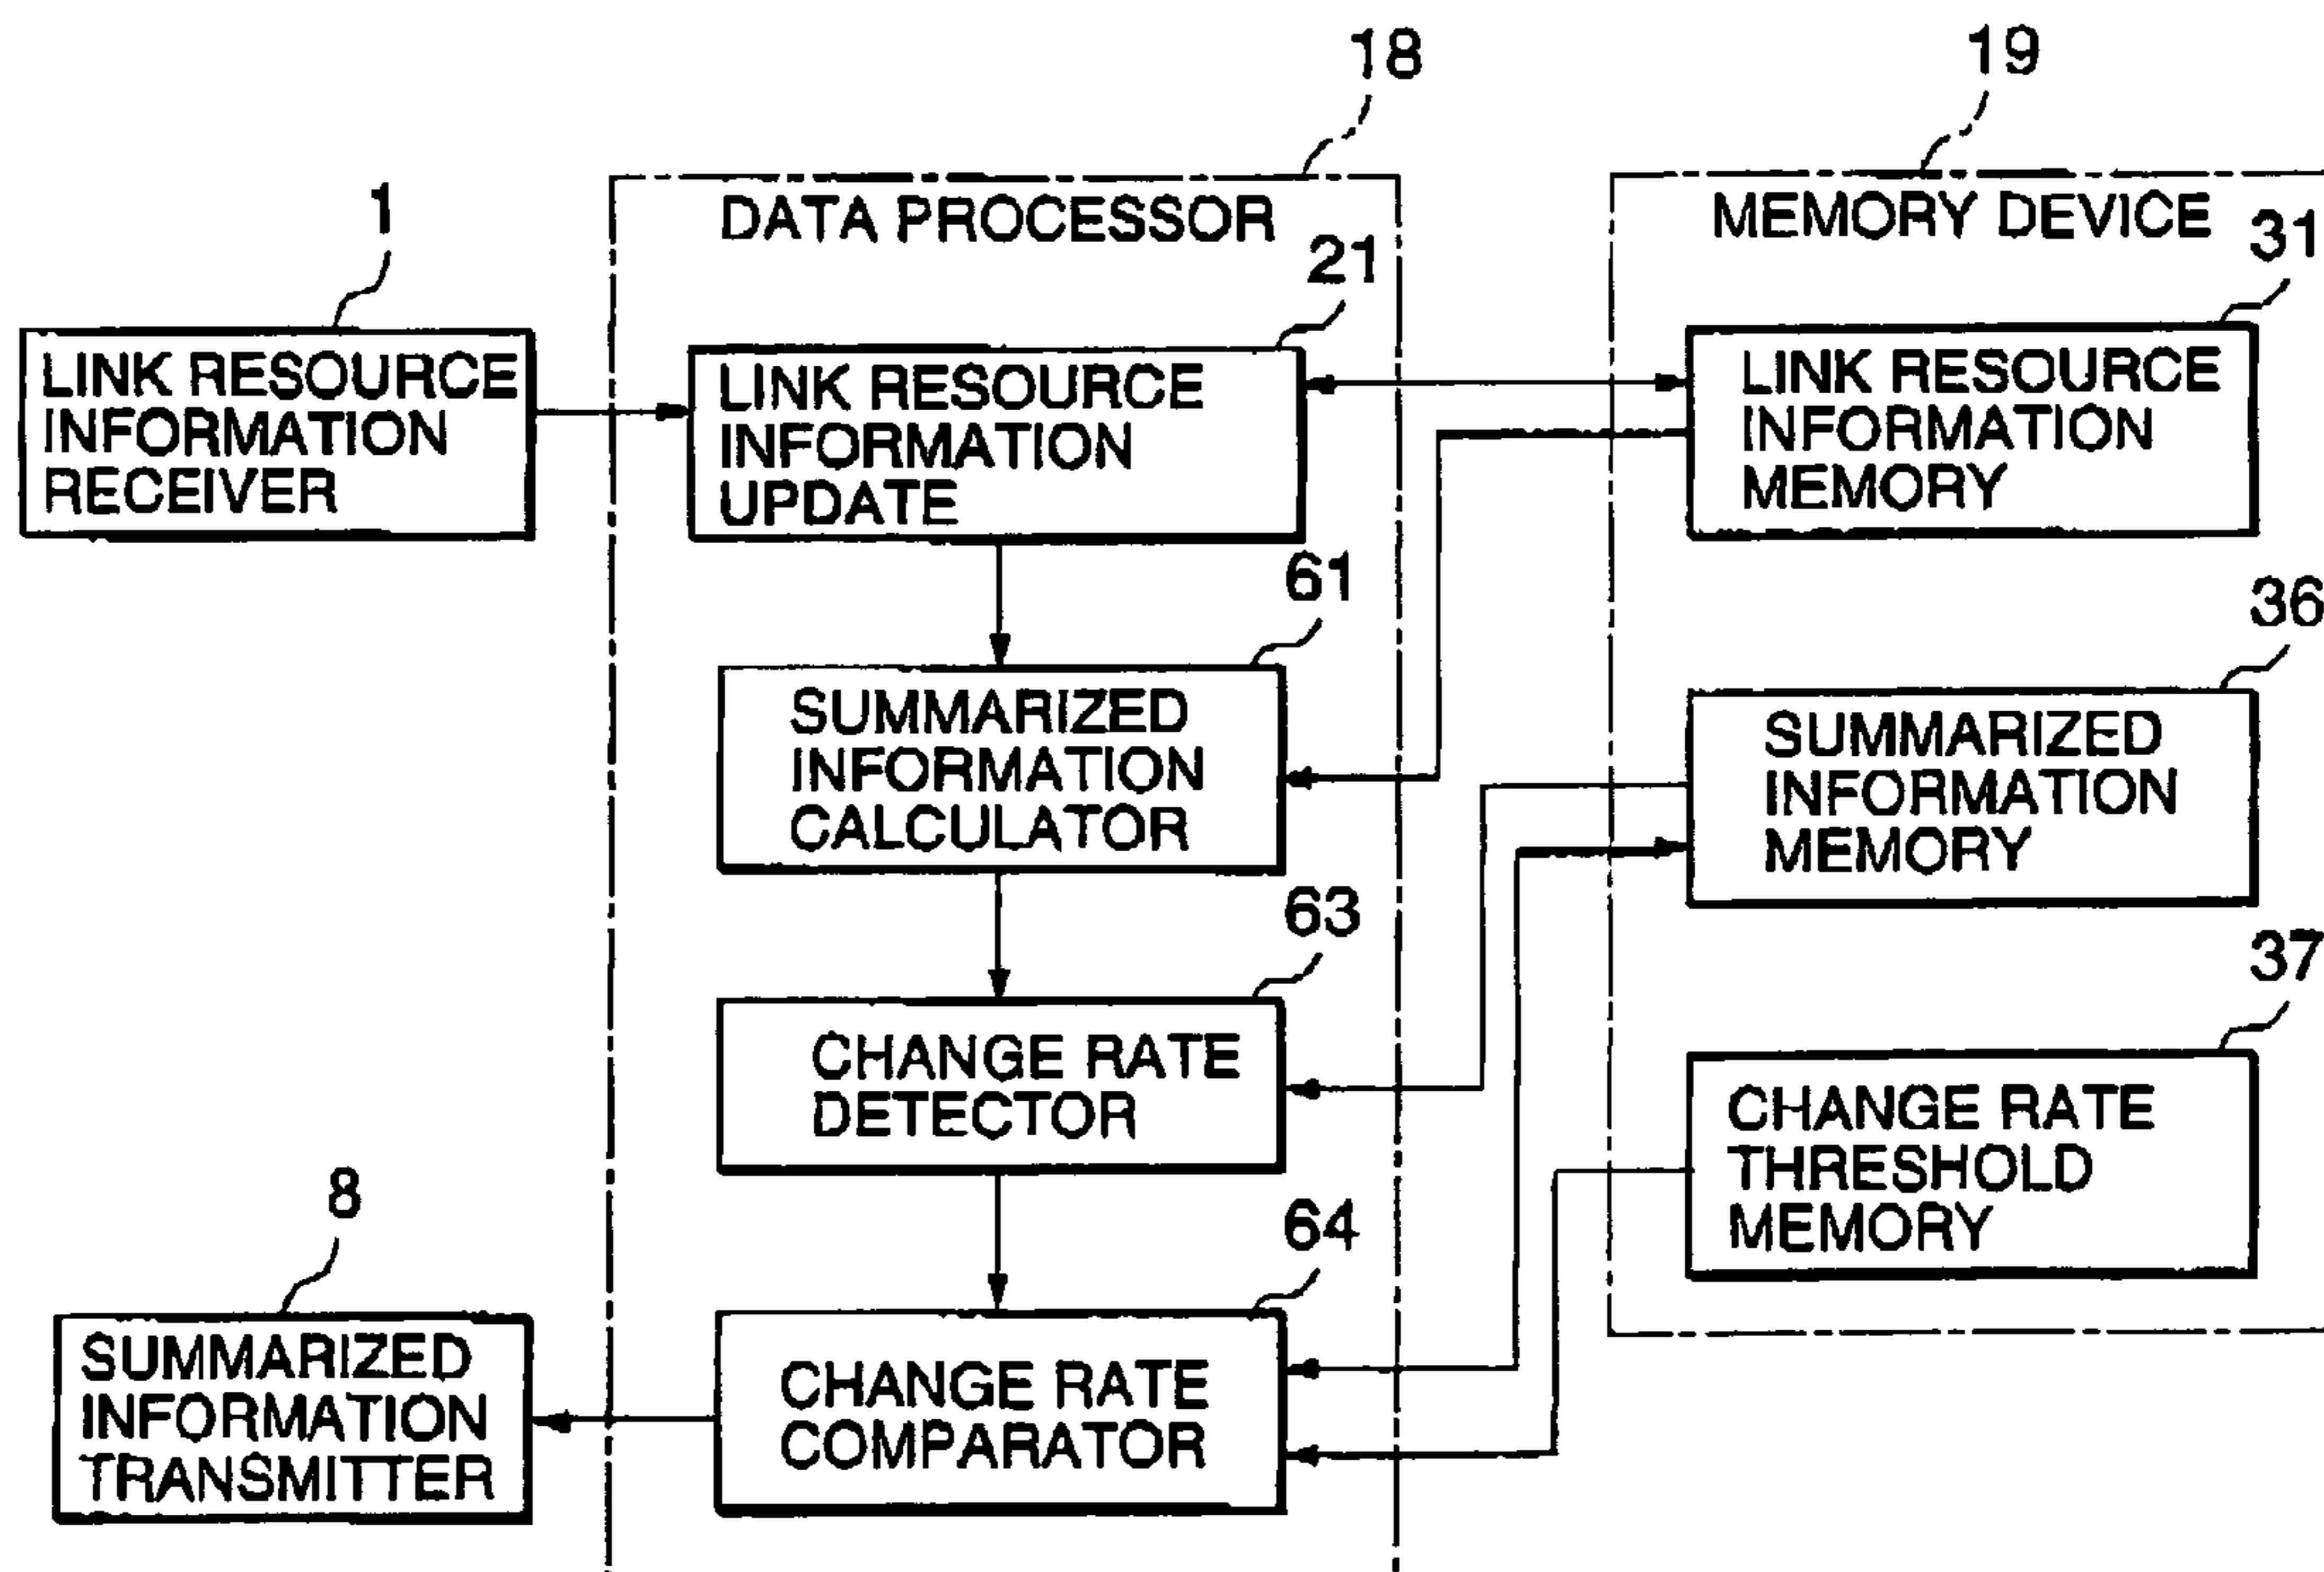 18
19
DATA PROCESSOR
MEMORY DEVICE
1
21
31
LINK RESOURCE
INFORMATION
RECEIVER
LINK RESOURCE
INFORMATION
UPDATE
LINK RESOURCE
INFORMATION
MEMORY
61
36
SUMMARIZED
INFORMATION
CALCULATOR
SUMMARIZED
INFORMATION
MEMORY
63
37
CHANGE RATE
DETECTOR
CHANGE RATE
THRESHOLD
MEMORY
8
64
SUMMARIZED
INFORMATION
TRANSMITTER
CHANGE RATE
COMPARATOR